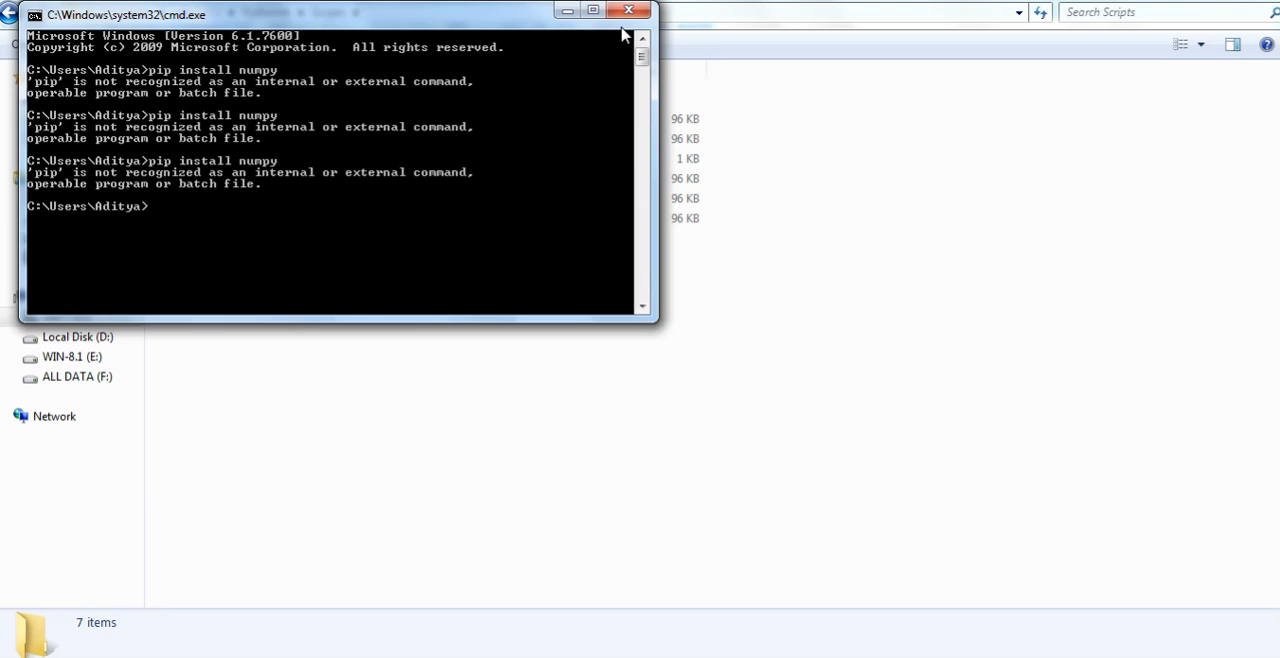 C:\Windows\system32\cmd.exe
Search Scripts
Microsoft Windows [Version 6.1.7600]
Copyright (c) 2009 Microsoft Corporation.  All rights reserved.
C:\Users\Aditya>pip install numpy
'pip' is not recognized as an internal or external command,
operable program or batch file.
C:\Users\Aditya>pip install numpy
'pip' is not recognized as an internal or external command,
operable program or batch file.
C:\Users\Aditya>pip install numpy
'pip' is not recognized as an internal or external command,
operable program or batch file.
C:\Users\Aditya>
96 KB
96 KB
1 KB
96 KB
96 KB
96 KB
Local Disk (D:)
WIN-8.1 (E:)
ALL DATA (F:)
Network
7 items